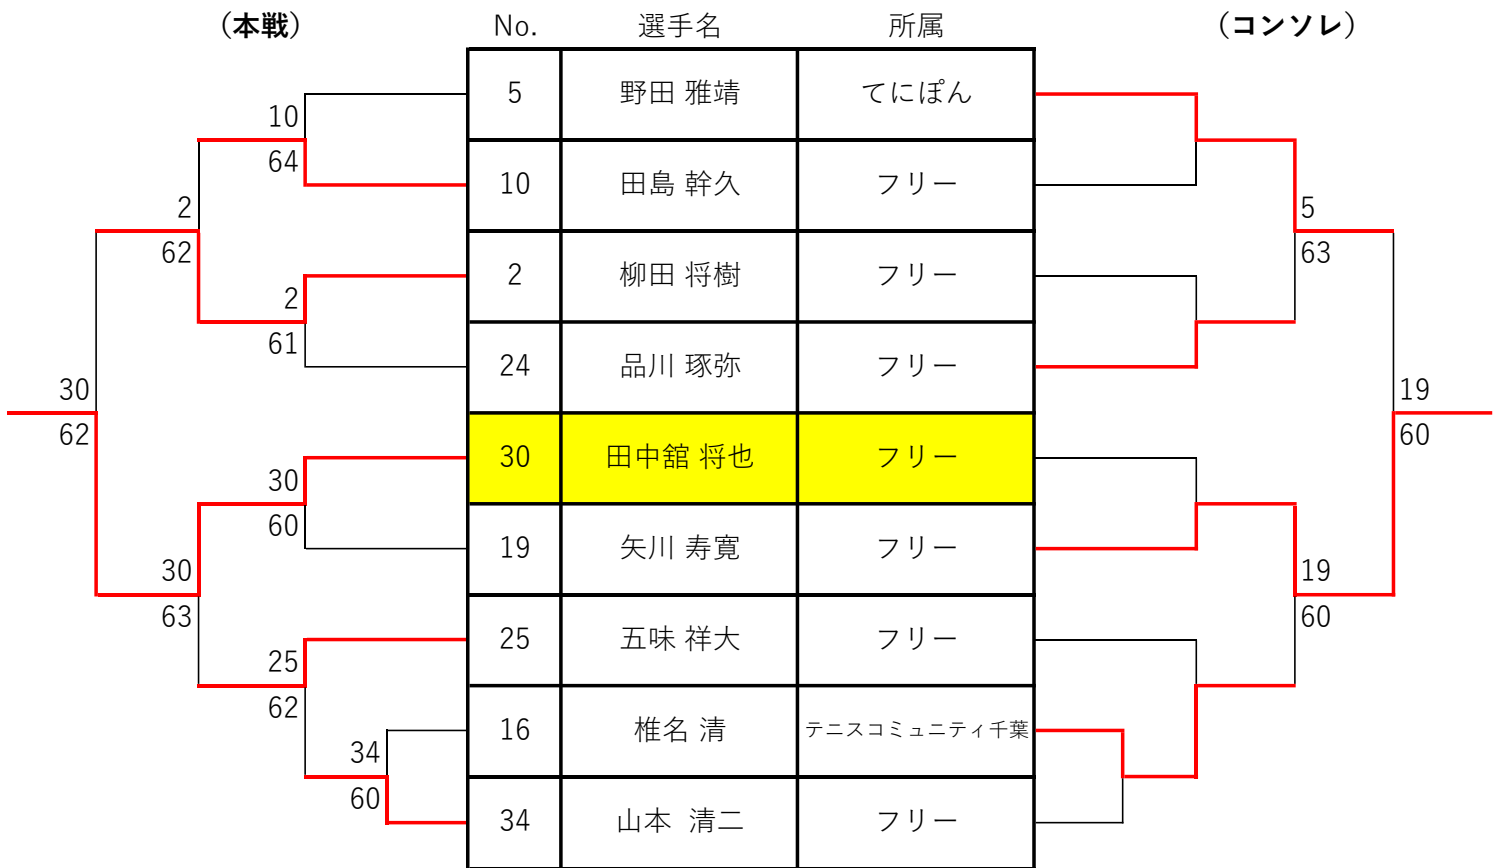 (本戦) No. 選手名 所属 (コンソレ)
5 野田 雅靖 てにぽん
10
64
10 田島 幹久 フリー
2 5
62 63
2 柳田 将樹 フリー
2
61
24 品川 琢弥 フリー
30 19
62 60
30 田中舘 将也 フリー
30
60
19 矢川 寿寛 フリー
30 19
63 60
25 五味 祥大 フリー
25
62
16 椎名 清 テニスコミュニティ千葉
34
60
34 山本 清二 フリー